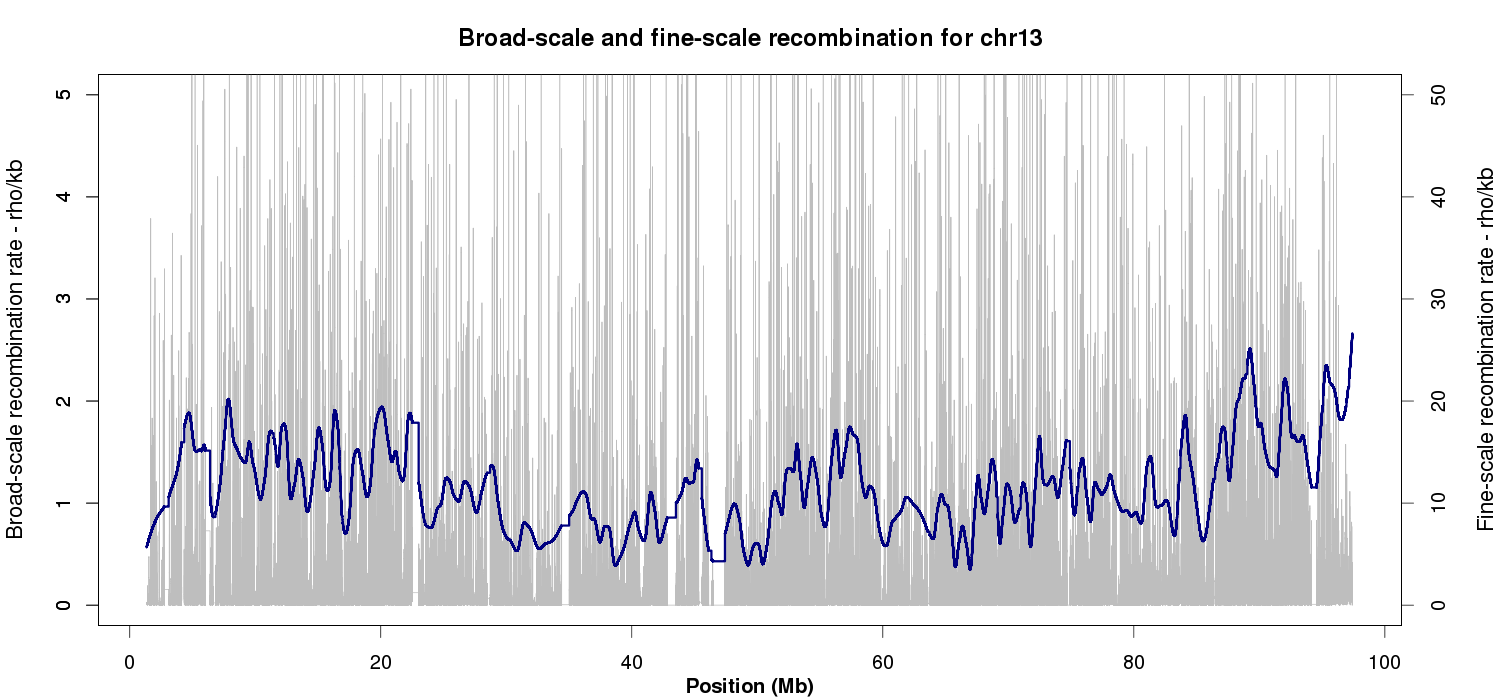 Broad-scale and fine-scale recombination for chr13
Broad-scale recombination rate - rho/kb
5
4
3
2
1
0
50
40
30
20
10
0
Fine-scale recombination rate - rho/kb
0 20 40 60 80 100
Position (Mb)